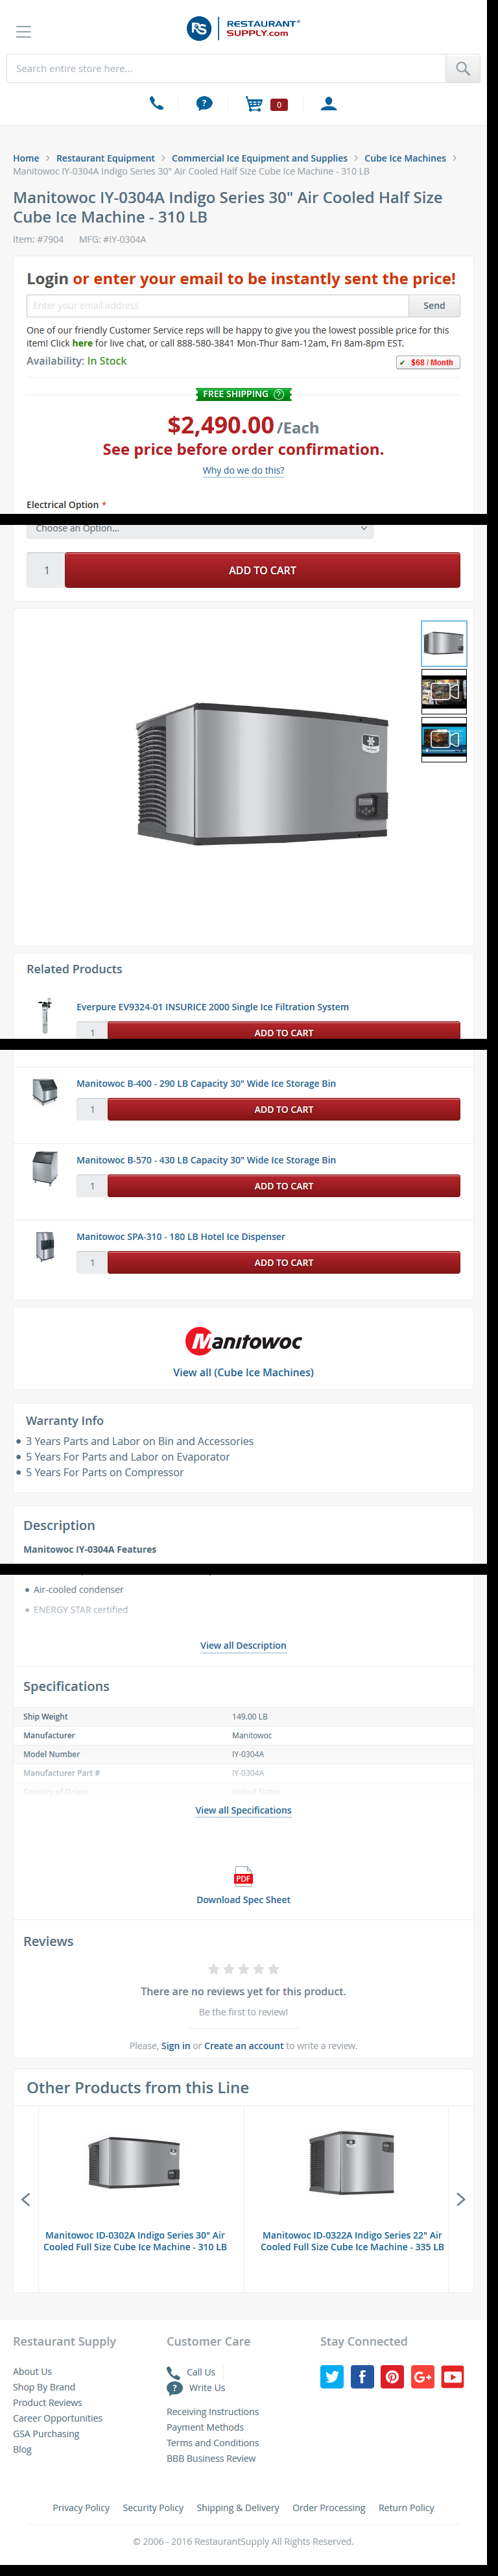 RS RESTAURANT
SUPPLY.com
Search entire store here...
? 0
Home > Restaurant Equipment > Commercial Ice Equipment and Supplies > Cube Ice Machines >
Manitowoc IY-0304A Indigo Series 30" Air Cooled Half Size Cube Ice Machine - 310 LB
Manitowoc IY-0304A Indigo Series 30" Air Cooled Half Size
Cube Ice Machine - 310 LB
Item: #7904 MFG: #IY-0304A
Login or enter your email to be instantly sent the price!
Enter your email address Send
One of our friendly Customer Service reps will be happy to give you the lowest possible price for this
item! Click here for live chat, or call 888-580-3841 Mon-Thur 8am-12am, Fri 8am-8pm EST.
Availability: In Stock
$68 / Month
FREE SHIPPING ?
$2,490.00 /Each
See price before order confirmation.
Why do we do this?
Electrical Option *
Choose an Option...
1 ADD TO CART
Related Products
Everpure EV9324-01 INSURICE 2000 Single Ice Filtration System
1 ADD TO CART
Manitowoc B-400 - 290 LB Capacity 30" Wide Ice Storage Bin
1 ADD TO CART
Manitowoc B-570 - 430 LB Capacity 30" Wide Ice Storage Bin
1 ADD TO CART
Manitowoc SPA-310 - 180 LB Hotel Ice Dispenser
1 ADD TO CART
Manitowoc
View all (Cube Ice Machines)
Warranty Info
• 3 Years Parts and Labor on Bin and Accessories
• 5 Years For Parts and Labor on Evaporator
• 5 Years For Parts on Compressor
Description
Manitowoc IY-0304A Features
• Air-cooled condenser
• ENERGY STAR certified
View all Description
Specifications
Ship Weight 149.00 LB
Manufacturer Manitowoc
Model Number IY-0304A
Manufacturer Part # IY-0304A
Country of Origin United States
View all Specifications
PDF
Download Spec Sheet
Reviews
There are no reviews yet for this product.
Be the first to review!
Please, Sign in or Create an account to write a review.
Other Products from this Line
Manitowoc ID-0302A Indigo Series 30" Air
Cooled Full Size Cube Ice Machine - 310 LB
Manitowoc ID-0322A Indigo Series 22" Air
Cooled Full Size Cube Ice Machine - 335 LB
Restaurant Supply
About Us
Shop By Brand
Product Reviews
Career Opportunities
GSA Purchasing
Blog
Customer Care
Call Us
? Write Us
Receiving Instructions
Payment Methods
Terms and Conditions
BBB Business Review
Stay Connected
Privacy Policy Security Policy Shipping & Delivery Order Processing Return Policy
© 2006 - 2016 RestaurantSupply All Rights Reserved.